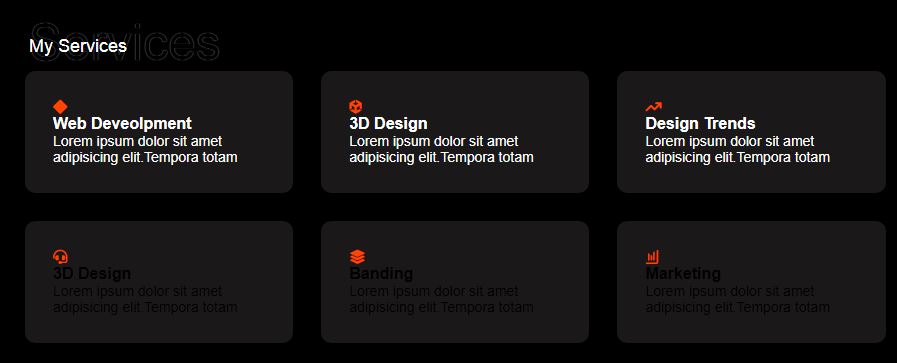 Services
My Services
Web Deveolpment
Lorem ipsum dolor sit amet
adipisicing elit.Tempora totam
3D Design
Lorem ipsum dolor sit amet
adipisicing elit.Tempora totam
Design Trends
Lorem ipsum dolor sit amet
adipisicing elit.Tempora totam
3D Design
Lorem ipsum dolor sit amet
adipisicing elit.Tempora totam
Banding
Lorem ipsum dolor sit amet
adipisicing elit.Tempora totam
Marketing
Lorem ipsum dolor sit amet
adipisicing elit.Tempora totam